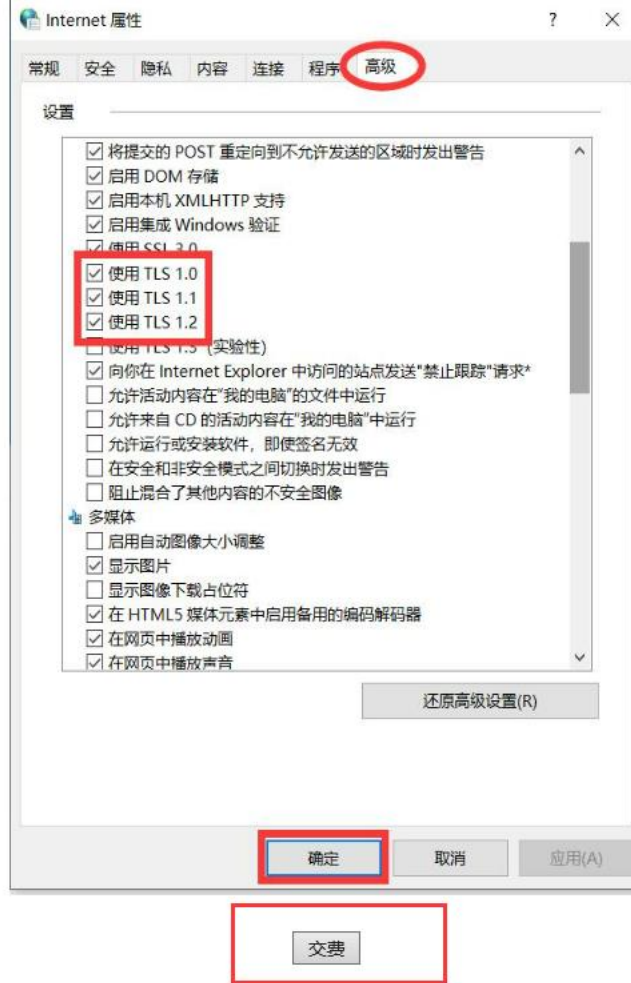 Internet 属性
?
常规 安全 隐私 内容 连接 程序 高级
设置
将提交的 POST 重定向到不允许发送的区域时发出警告
启用 DOM 存储
启用本机 XMLHTTP 支持
启用集成 Windows 验证
使用 SSL 3.0
使用 TLS 1.0
使用 TLS 1.1
使用 TLS 1.2
使用 TLS 1.3 (实验性)
向你在 Internet Explorer 中访问的站点发送"禁止跟踪"请求*
允许活动内容在"我的电脑"的文件中运行
允许来自 CD 的活动内容在"我的电脑"中运行
允许运行或安装软件，即使签名无效
在安全和非安全模式之间切换时发出警告
阻止混合了其他内容的不安全图像
多媒体
启用自动图像大小调整
显示图片
显示图像下载占位符
在 HTML5 媒体元素中启用备用的编码解码器
在网页中播放动画
在网页中播放声音
还原高级设置(R)
确定 取消 应用(A)
交费